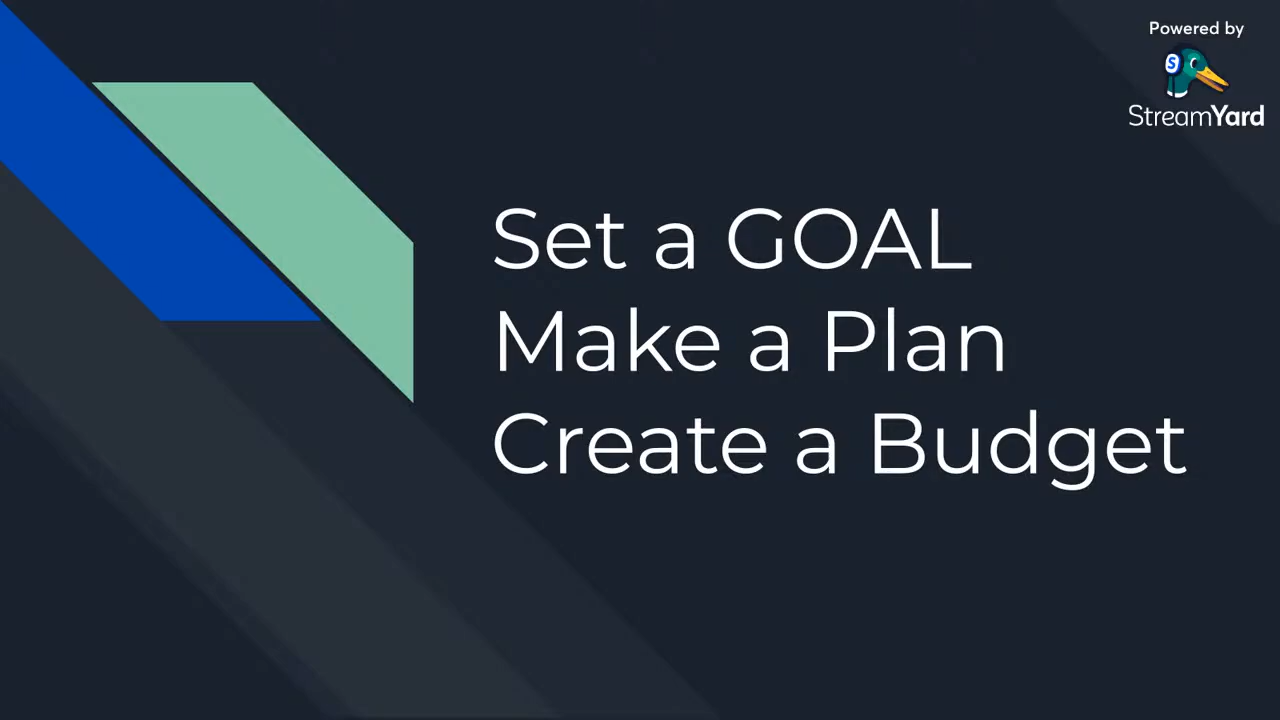 Powered by
S
StreamYard
Set a GOAL
Make a Plan
Create a Budget